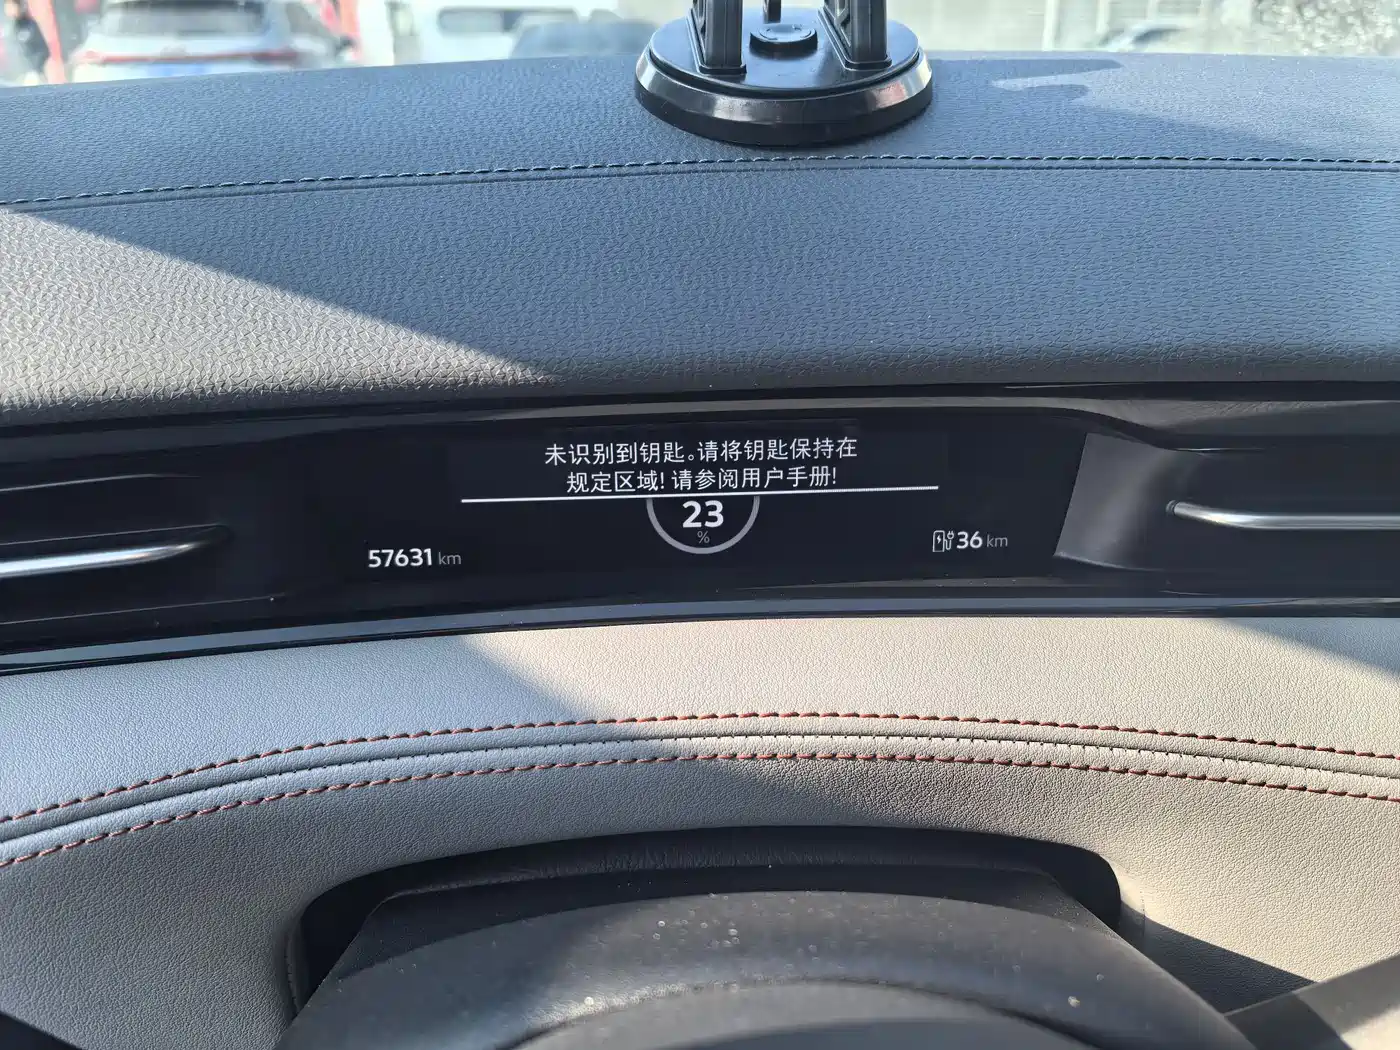 未识别到钥匙。请将钥匙保持在
规定区域！请参阅用户手册！
23
%
57631 km
36 km